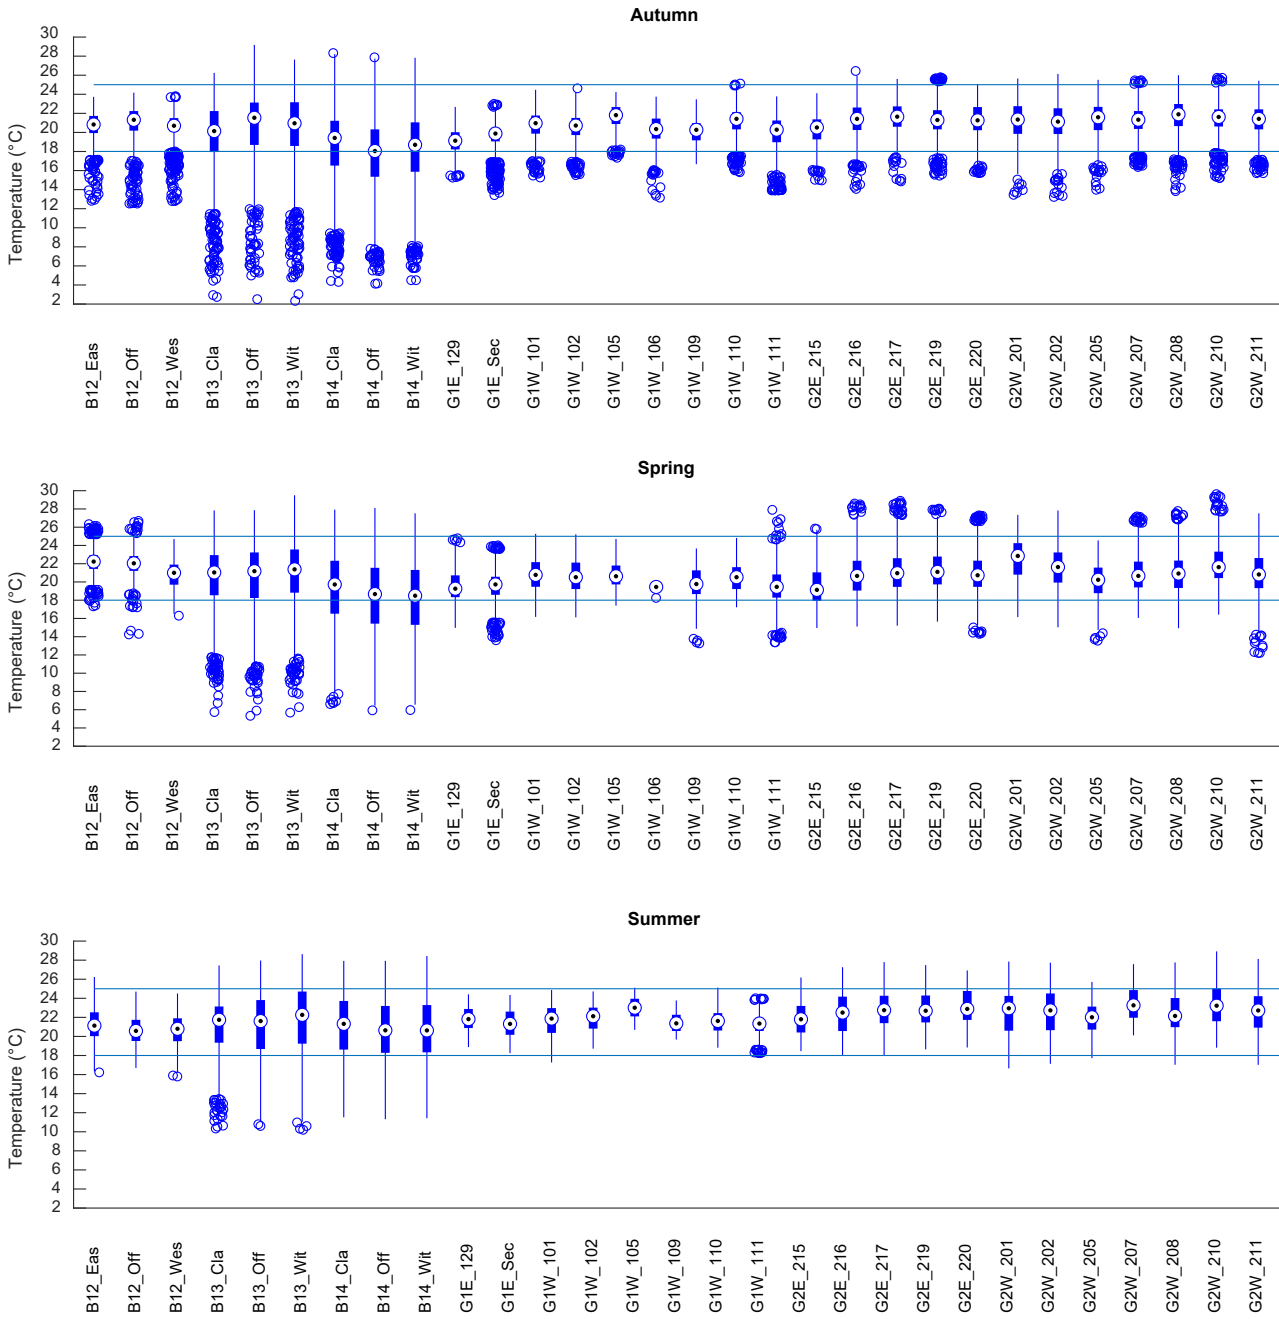 Autumn
30
28
26
24
22
20
18
16
14
12
10
8
6
4
2
Temperature (°C)
B12_Eas
B12_Off
B12_Wes
B13_Cla
B13_Off
B13_Wit
B14_Cla
B14_Off
B14_Wit
G1E_129
G1E_Sec
G1W_101
G1W_102
G1W_105
G1W_106
G1W_109
G1W_110
G1W_111
G2E_215
G2E_216
G2E_217
G2E_219
G2E_220
G2W_201
G2W_202
G2W_205
G2W_207
G2W_208
G2W_210
G2W_211
Spring
30
28
26
24
22
20
18
16
14
12
10
8
6
4
2
Temperature (°C)
B12_Eas
B12_Off
B12_Wes
B13_Cla
B13_Off
B13_Wit
B14_Cla
B14_Off
B14_Wit
G1E_129
G1E_Sec
G1W_101
G1W_102
G1W_105
G1W_106
G1W_109
G1W_110
G1W_111
G2E_215
G2E_216
G2E_217
G2E_219
G2E_220
G2W_201
G2W_202
G2W_205
G2W_207
G2W_208
G2W_210
G2W_211
Summer
30
28
26
24
22
20
18
16
14
12
10
8
6
4
2
Temperature (°C)
B12_Eas
B12_Off
B12_Wes
B13_Cla
B13_Off
B13_Wit
B14_Cla
B14_Off
B14_Wit
G1E_129
G1E_Sec
G1W_101
G1W_102
G1W_105
G1W_109
G1W_110
G1W_111
G2E_215
G2E_216
G2E_217
G2E_219
G2E_220
G2W_201
G2W_202
G2W_205
G2W_207
G2W_208
G2W_210
G2W_211